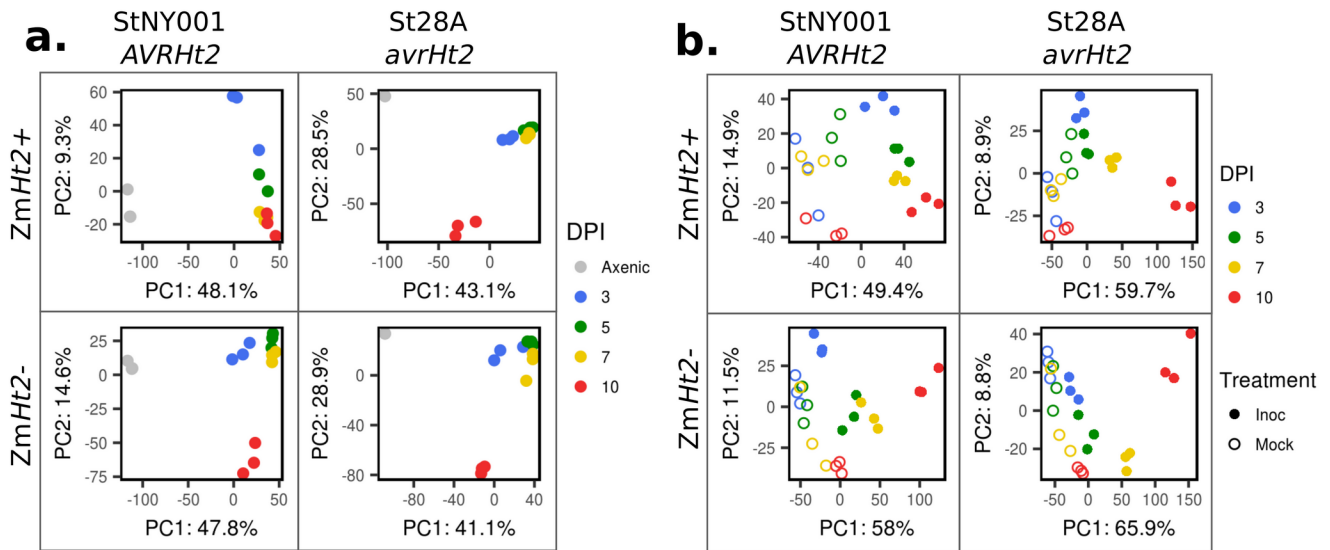 a.
StNY001
AVRHt2
St28A
avrHt2
ZmHt2+
PC2: 9.3%
60
40
20
0
-20
-100
-50
0
50
PC1: 48.1%
PC2: 28.5%
50
0
-50
-100
-50
0
PC1: 43.1%
ZmHt2-
PC2: 14.6%
25
0
-25
-50
-75
-100
-50
0
50
PC1: 47.8%
PC2: 28.9%
0
-40
-80
-80
-40
0
40
PC1: 41.1%
DPI
Axenic
3
5
7
10
b.
StNY001
AVRHt2
St28A
avrHt2
ZmHt2+
PC2: 14.9%
40
20
0
-20
-40
-40
0
40
PC1: 49.4%
PC2: 8.9%
25
-25
-50
0
50
100
150
PC1: 59.7%
ZmHt2-
PC2: 11.5%
25
0
-25
-50
0
50
100
PC1: 58%
PC2: 8.8%
40
20
0
-20
-50
0
50
100
150
PC1: 65.9%
DPI
3
5
7
10
Treatment
Inoc
Mock